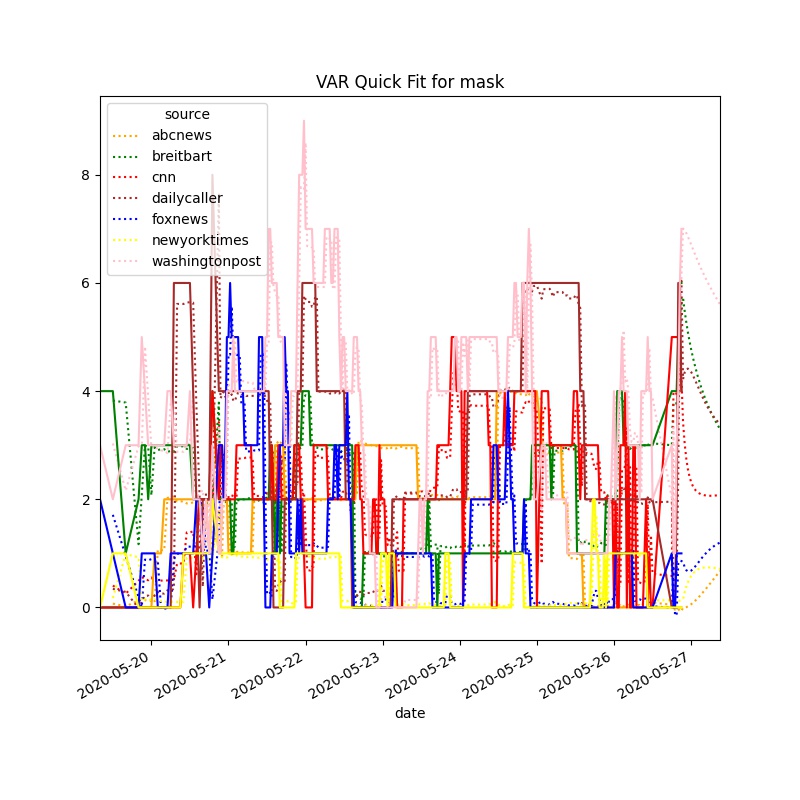 VAR Quick Fit for mask
source
abcnews
breitbart
cnn
dailycaller
foxnews
newyorktimes
washingtonpost
8
6
4
2
0
2020-05-20
2020-05-21
2020-05-22
2020-05-23
2020-05-24
2020-05-25
2020-05-26
2020-05-27
date